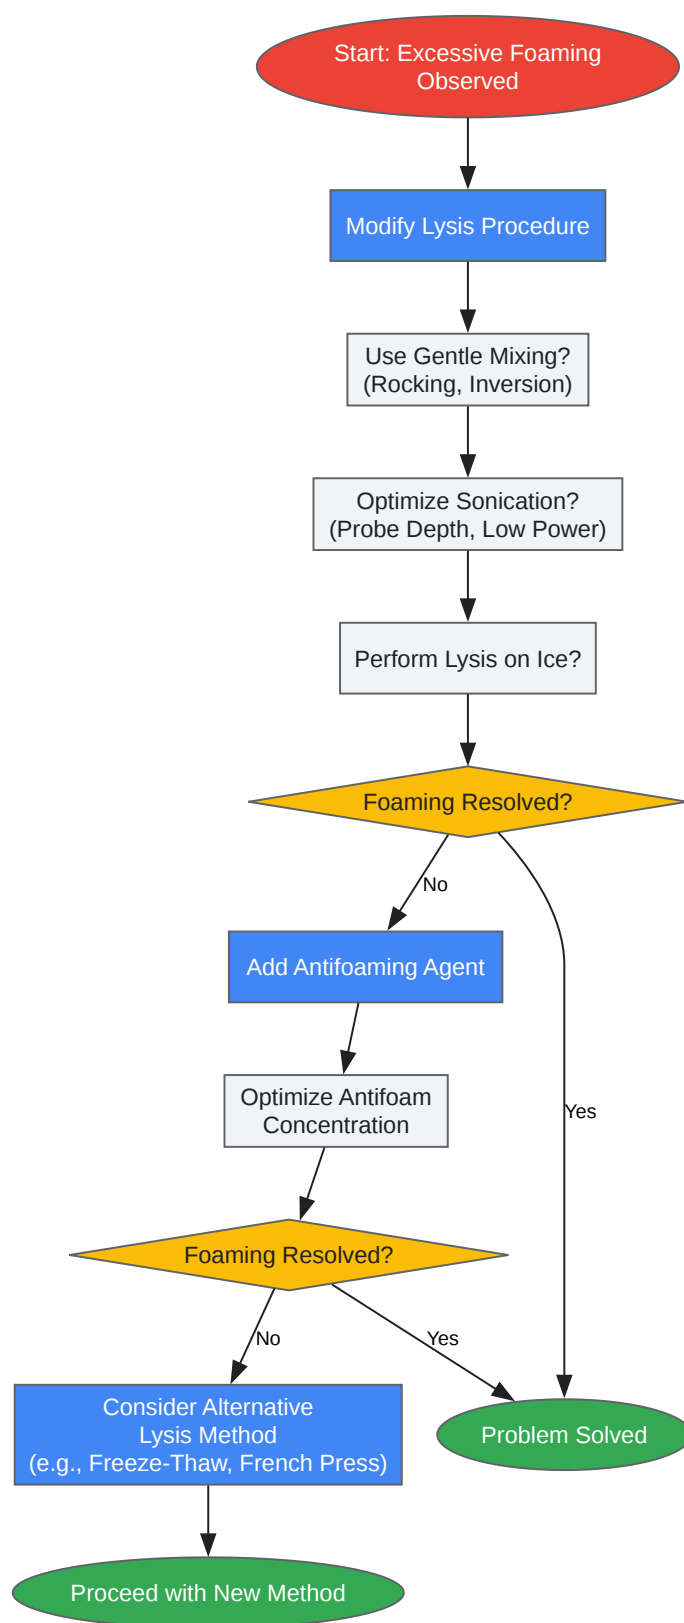 Start: Excessive Foaming
Observed
Modify Lysis Procedure
Use Gentle Mixing?
(Rocking, Inversion)
Optimize Sonication?
(Probe Depth, Low Power)
Perform Lysis on Ice?
Foaming Resolved?
No
Add Antifoaming Agent
Optimize Antifoam
Concentration
Yes
Foaming Resolved?
No
Yes
Consider Alternative
Lysis Method
(e.g., Freeze-Thaw, French Press)
Problem Solved
Proceed with New Method